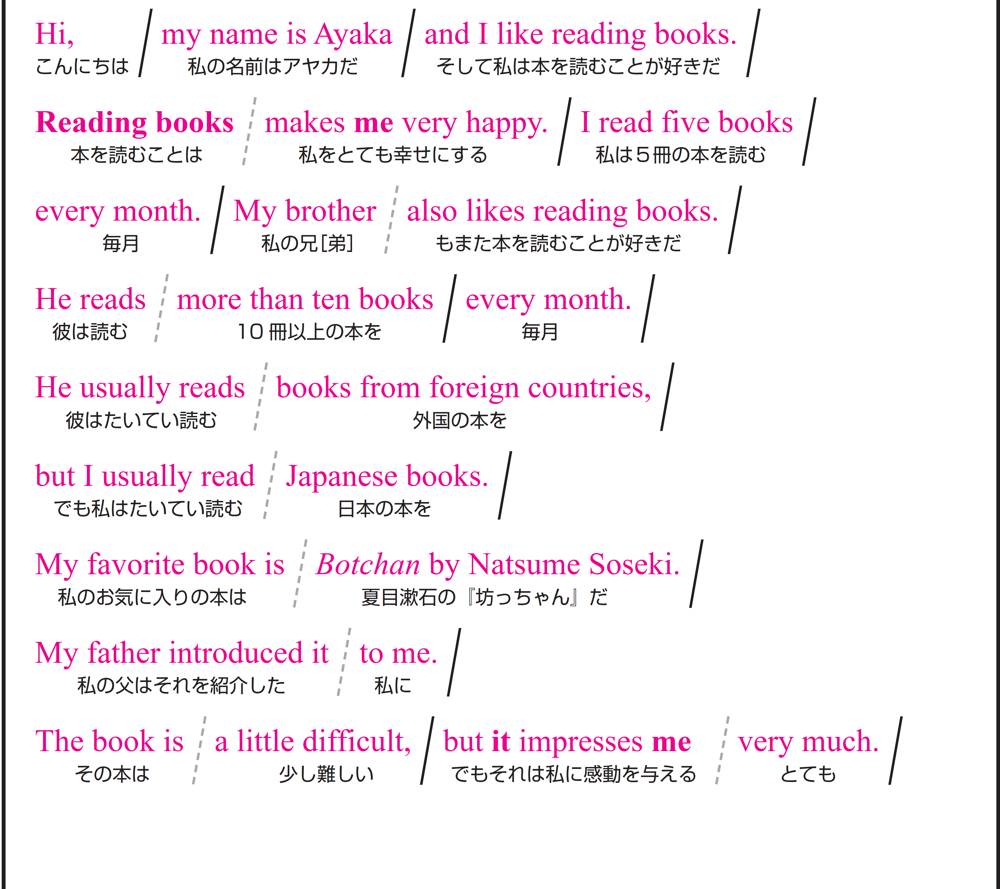 Hi, / my name is Ayaka / and I like reading books. /
こんにちは 私の名前はアヤカだ そして私は本を読むことが好きだ
Reading books / makes me very happy. / I read five books /
本を読むことは 私をとても幸せにする 私は5冊の本を読む
every month. / My brother / also likes reading books. /
毎月 私の兄[弟] もまた本を読むことが好きだ
He reads / more than ten books / every month. /
彼は読む 10冊以上の本を 毎月
He usually reads / books from foreign countries, /
彼はたいてい読む 外国の本を
but I usually read / Japanese books. /
でも私はたいてい読む 日本の本を
My favorite book is / Botchan by Natsume Soseki. /
私のお気に入りの本は 夏目漱石の『坊っちゃん』だ
My father introduced it / to me. /
私の父はそれを紹介した 私に
The book is / a little difficult, / but it impresses me / very much. /
その本は 少し難しい でもそれは私に感動を与える とても